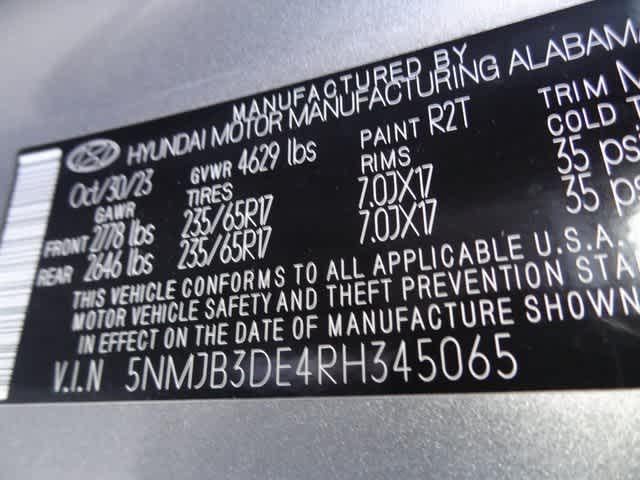 MANUFACTURED BY
HYUNDAI MOTOR MANUFACTURING ALABAMA
Oct/30/23 GVWR 4629 lbs PAINT R2T TRIM
GAWR TIRES RIMS COLD
FRONT 2778 lbs 235/65R17 7.0JX17 35
REAR 2646 lbs 235/65R17 7.0JX17 35
THIS VEHICLE CONFORMS TO ALL APPLICABLE U.S.A.
MOTOR VEHICLE SAFETY AND THEFT PREVENTION
IN EFFECT ON THE DATE OF MANUFACTURE SHOWN
V.I.N 5NMJB3DE4RH345065